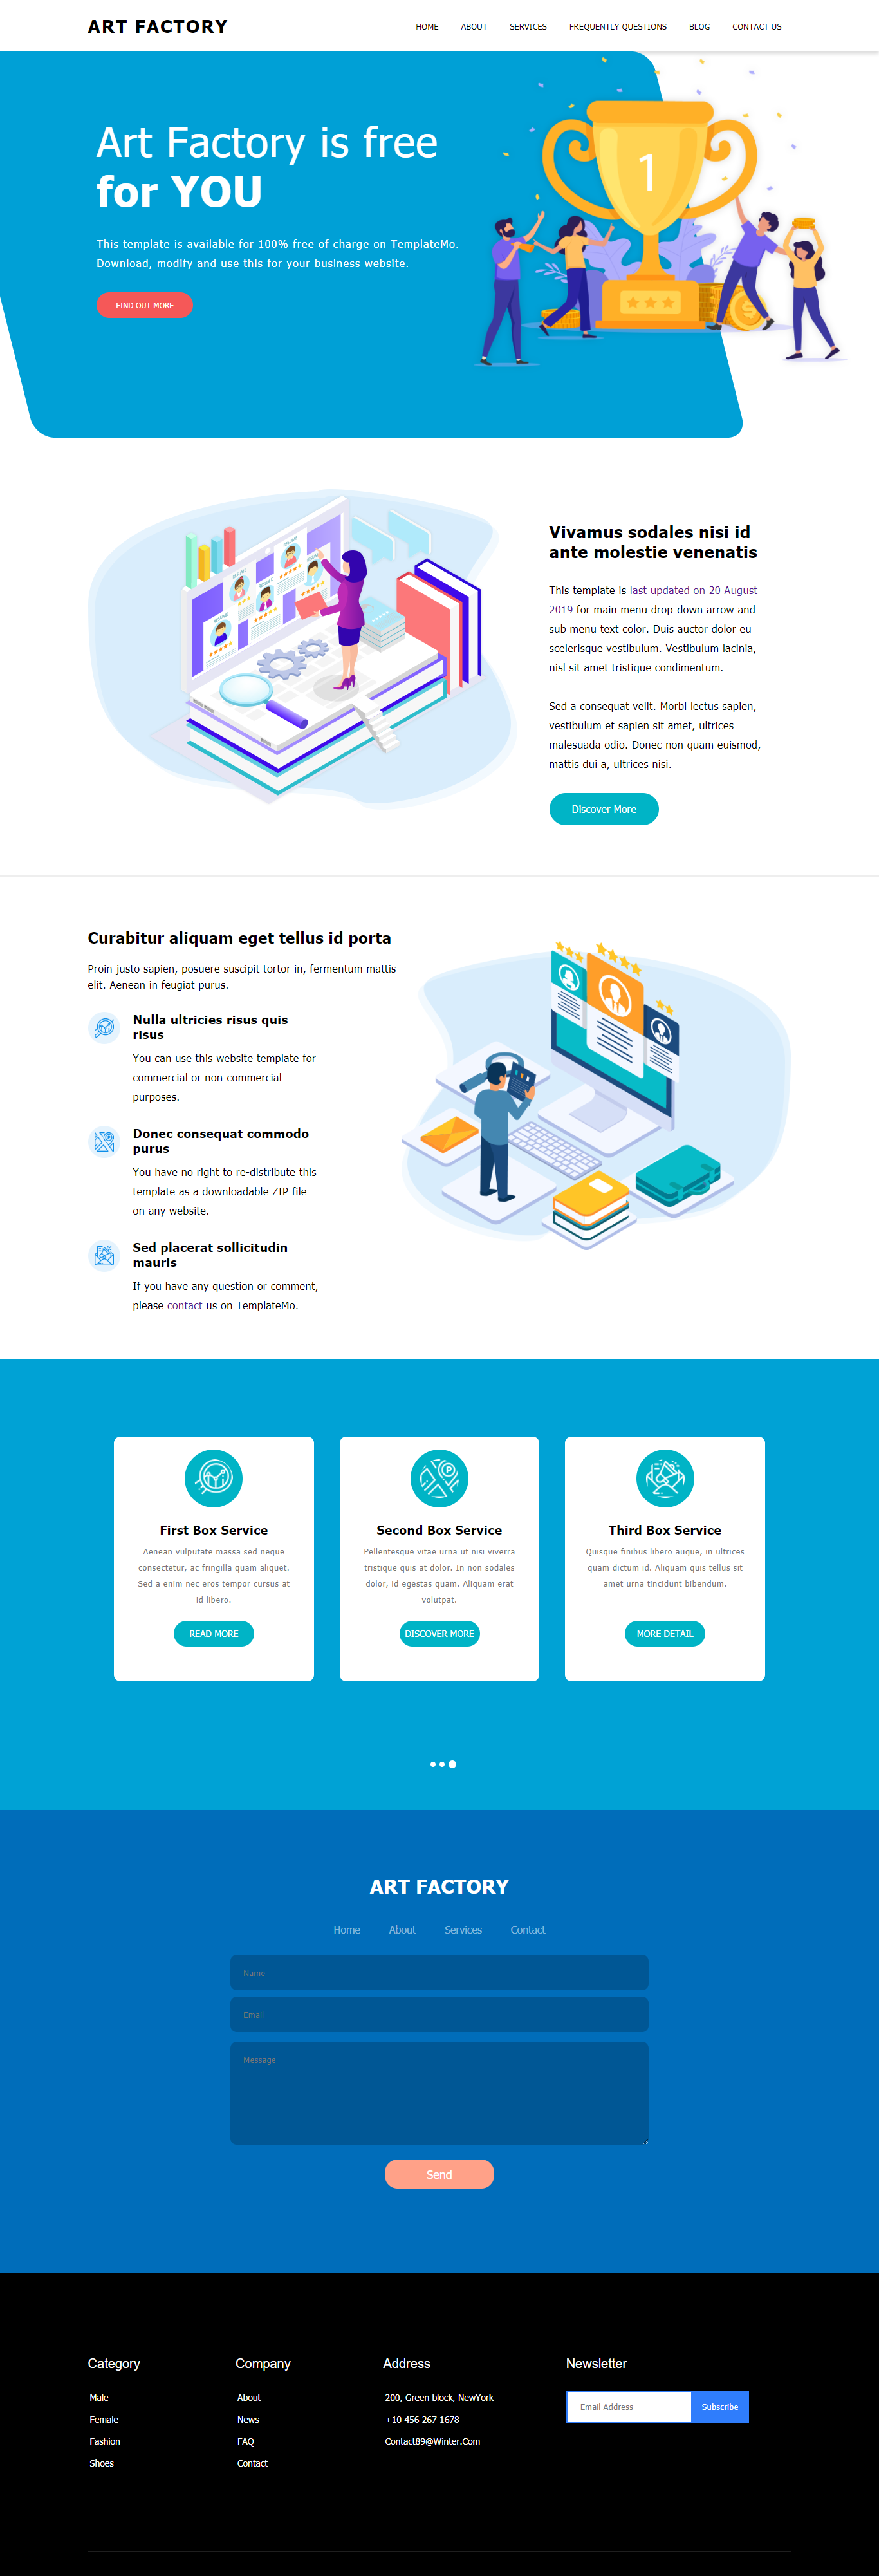 ART FACTORY
HOME ABOUT SERVICES FREQUENTLY QUESTIONS BLOG CONTACT US
Art Factory is free
for YOU
This template is available for 100% free of charge on TemplateMo.
Download, modify and use this for your business website.
FIND OUT MORE
1
Vivamus sodales nisi id
ante molestie venenatis
This template is last updated on 20 August
2019 for main menu drop-down arrow and
sub menu text color. Duis auctor dolor eu
scelerisque vestibulum. Vestibulum lacinia,
nisl sit amet tristique condimentum.
Sed a consequat velit. Morbi lectus sapien,
vestibulum et sapien sit amet, ultrices
malesuada odio. Donec non quam euismod,
mattis dui a, ultrices nisi.
Discover More
Curabitur aliquam eget tellus id porta
Proin justo sapien, posuere suscipit tortor in, fermentum mattis
elit. Aenean in feugiat purus.
Nulla ultricies risus quis
risus
You can use this website template for
commercial or non-commercial
purposes.
Donec consequat commodo
purus
You have no right to re-distribute this
template as a downloadable ZIP file
on any website.
Sed placerat sollicitudin
mauris
If you have any question or comment,
please contact us on TemplateMo.
First Box Service
Aenean vulputate massa sed neque
consectetur, ac fringilla quam aliquet.
Sed a enim nec eros tempor cursus at
id libero.
READ MORE
Second Box Service
Pellentesque vitae urna ut nisi viverra
tristique quis at dolor. In non sodales
dolor, id egestas quam. Aliquam erat
volutpat.
DISCOVER MORE
Third Box Service
Quisque finibus libero augue, in ultrices
quam dictum id. Aliquam quis tellus sit
amet urna tincidunt bibendum.
MORE DETAIL
ART FACTORY
Home About Services Contact
Name
Email
Message
Send
Category
Male
Female
Fashion
Shoes
Company
About
News
FAQ
Contact
Address
200, Green block, NewYork
+10 456 267 1678
Contact89@Winter.Com
Newsletter
Email Address Subscribe